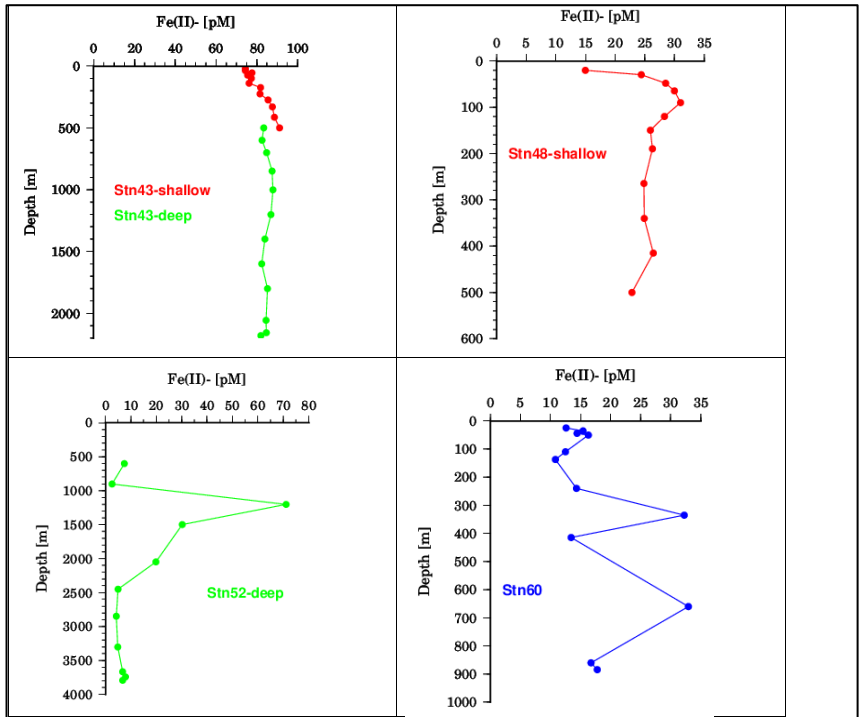 Fe(II)- [pM]
0 20 40 60 80 100
0
500
1000
1500
2000
Depth [m]
Stn43-shallow
Stn43-deep
Fe(II)- [pM]
0 5 10 15 20 25 30 35
0
100
200
300
400
500
600
Depth [m]
Stn48-shallow
Fe(II)- [pM]
0 10 20 30 40 50 60 70 80
0
500
1000
1500
2000
2500
3000
3500
4000
Depth [m]
Stn52-deep
Fe(II)- [pM]
0 5 10 15 20 25 30 35
0
100
200
300
400
500
600
700
800
900
1000
Depth [m]
Stn60